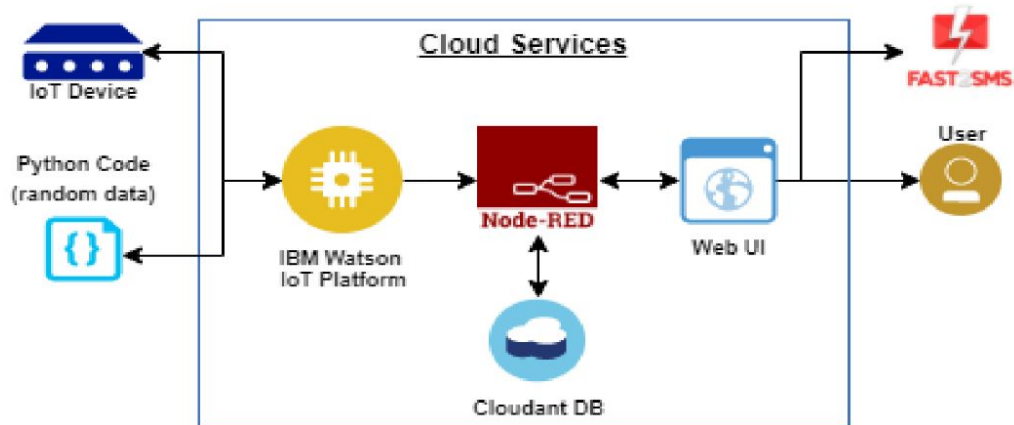 Cloud Services
IoT Device
Python Code
(random data)
IBM Watson
IoT Platform
Node-RED
Cloudant DB
Web UI
FAST2SMS
User